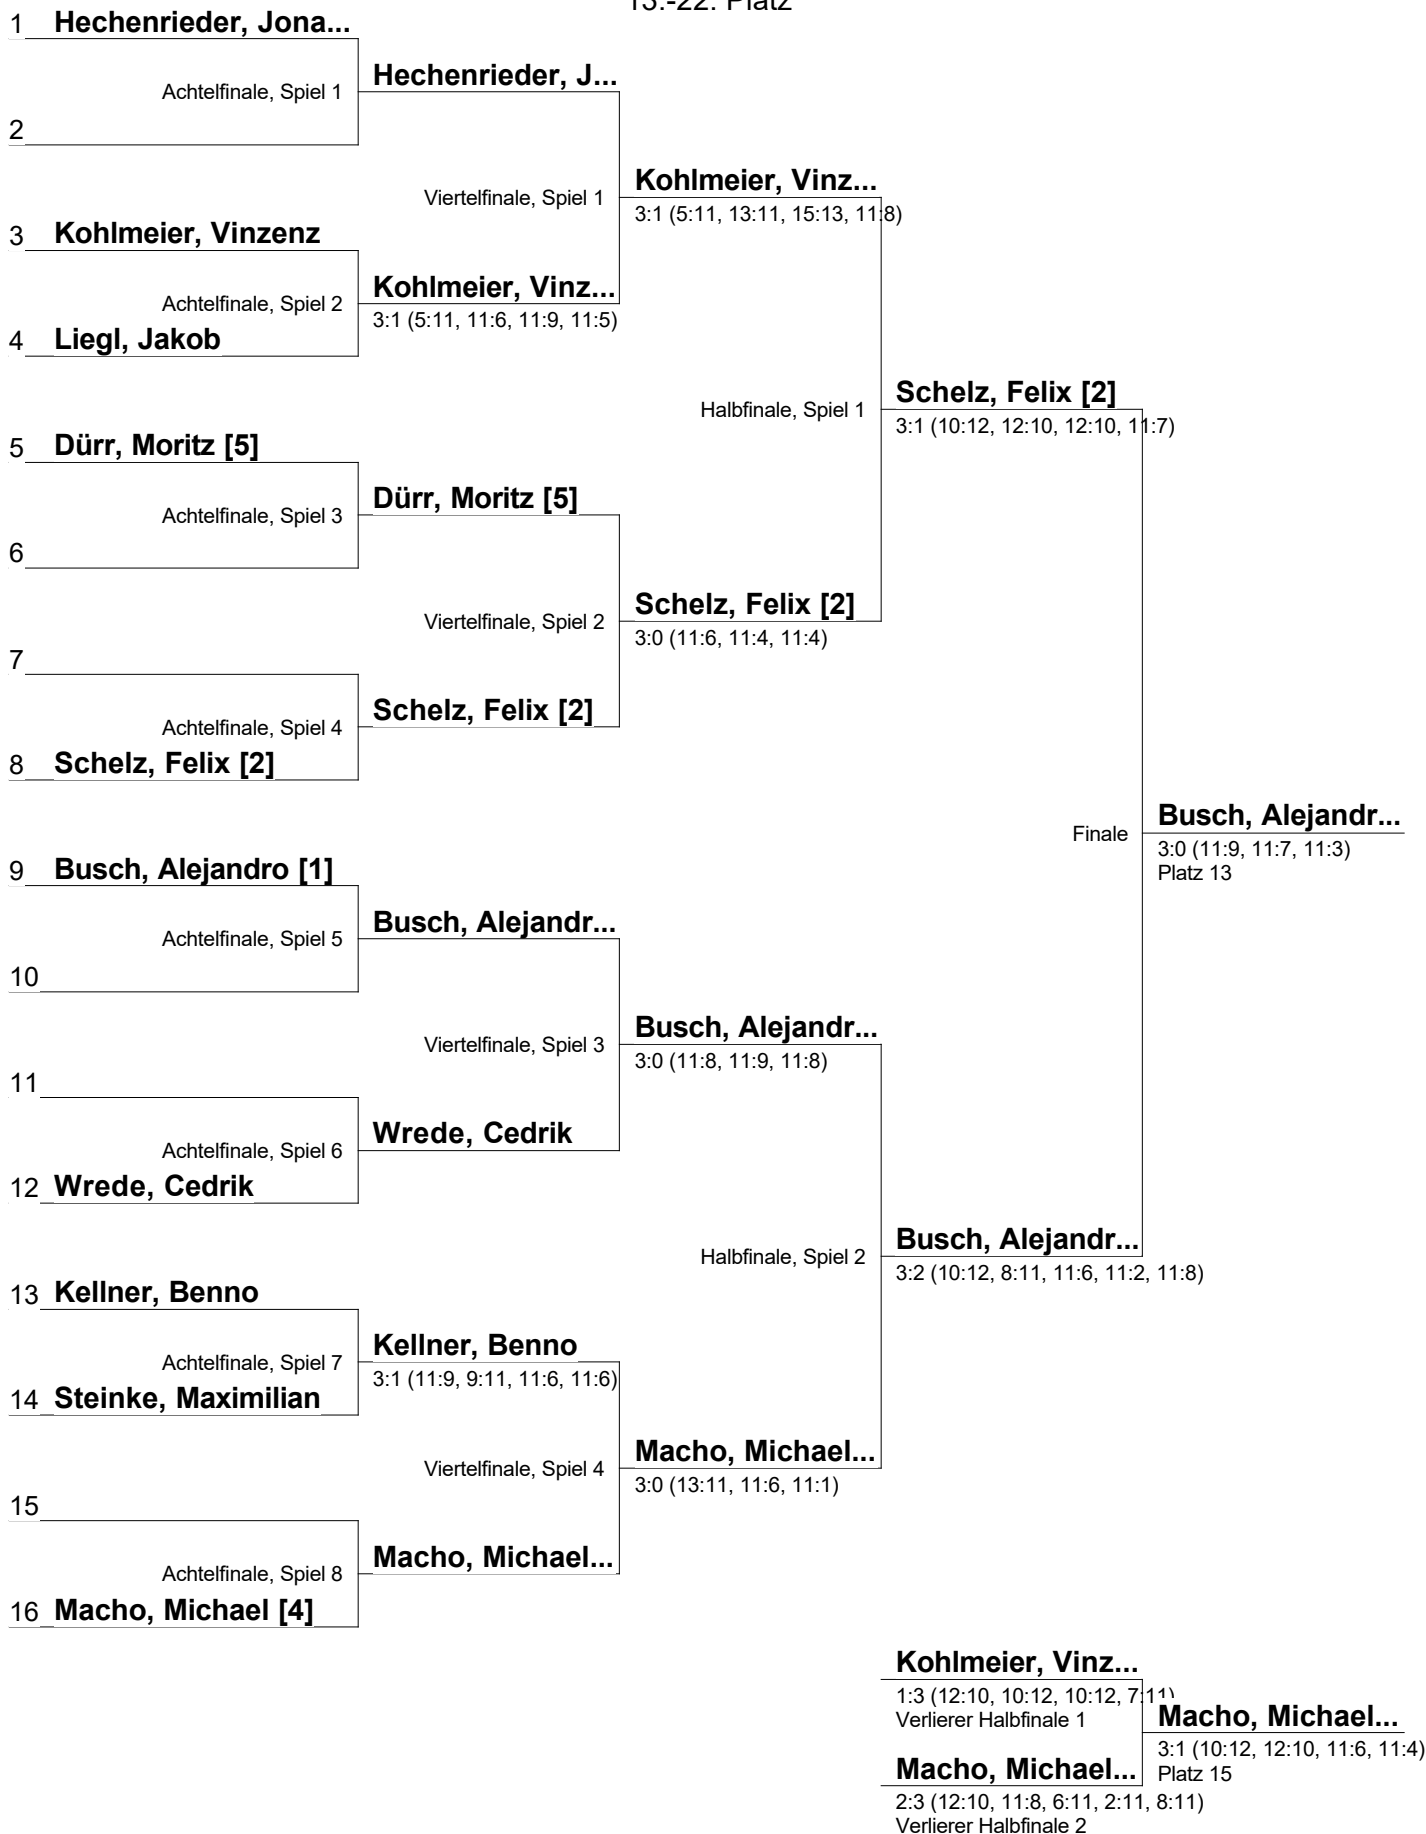 13.-22. Platz
1 Hechenrieder, Jona...
Achtelfinale, Spiel 1
Hechenrieder, J...
2
Viertelfinale, Spiel 1
Kohlmeier, Vinz...
3:1 (5:11, 13:11, 15:13, 11:8)
3 Kohlmeier, Vinzenz
Achtelfinale, Spiel 2
Kohlmeier, Vinz...
3:1 (5:11, 11:6, 11:9, 11:5)
4 Liegl, Jakob
Halbfinale, Spiel 1
Schelz, Felix [2]
3:1 (10:12, 12:10, 12:10, 11:7)
5 Dürr, Moritz [5]
Achtelfinale, Spiel 3
Dürr, Moritz [5]
6
Viertelfinale, Spiel 2
Schelz, Felix [2]
3:0 (11:6, 11:4, 11:4)
7
Achtelfinale, Spiel 4
Schelz, Felix [2]
8 Schelz, Felix [2]
Finale
Busch, Alejandr...
3:0 (11:9, 11:7, 11:3)
Platz 13
9 Busch, Alejandro [1]
Achtelfinale, Spiel 5
Busch, Alejandr...
10
Viertelfinale, Spiel 3
Busch, Alejandr...
3:0 (11:8, 11:9, 11:8)
11
Achtelfinale, Spiel 6
Wrede, Cedrik
12 Wrede, Cedrik
Halbfinale, Spiel 2
Busch, Alejandr...
3:2 (10:12, 8:11, 11:6, 11:2, 11:8)
13 Kellner, Benno
Achtelfinale, Spiel 7
Kellner, Benno
3:1 (11:9, 9:11, 11:6, 11:6)
14 Steinke, Maximilian
Viertelfinale, Spiel 4
Macho, Michael...
3:0 (13:11, 11:6, 11:1)
15
Achtelfinale, Spiel 8
Macho, Michael...
16 Macho, Michael [4]
Kohlmeier, Vinz...
1:3 (12:10, 10:12, 10:12, 7:11)
Verlierer Halbfinale 1
Macho, Michael...
3:1 (10:12, 12:10, 11:6, 11:4)
Platz 15
Macho, Michael...
2:3 (12:10, 11:8, 6:11, 2:11, 8:11)
Verlierer Halbfinale 2